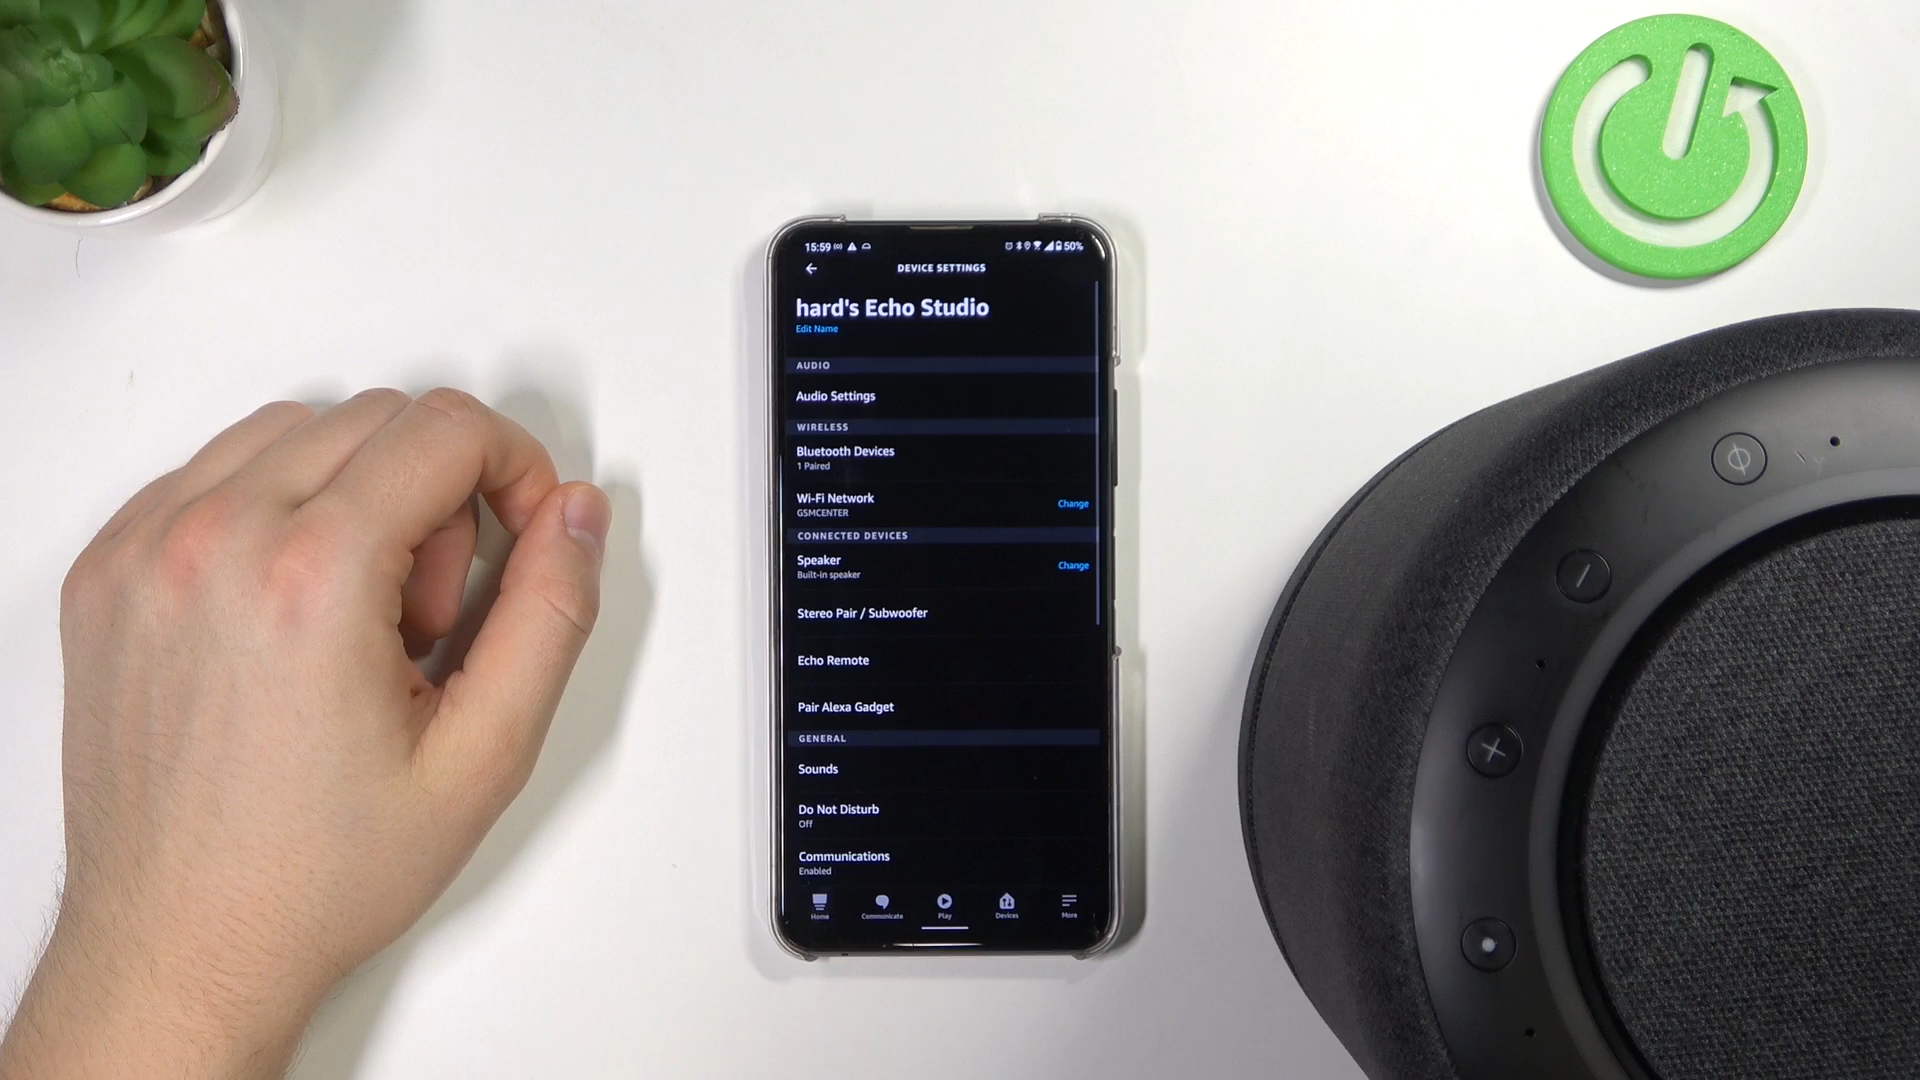 15:59
50%
DEVICE SETTINGS
hard's Echo Studio
Edit Name
AUDIO
Audio Settings
WIRELESS
Bluetooth Devices
1 Paired
Wi-Fi Network
GSMCENTER
Change
CONNECTED DEVICES
Speaker
Built-in speaker
Change
Stereo Pair / Subwoofer
Echo Remote
Pair Alexa Gadget
GENERAL
Sounds
Do Not Disturb
Off
Communications
Enabled
Home Communicate Play Devices More